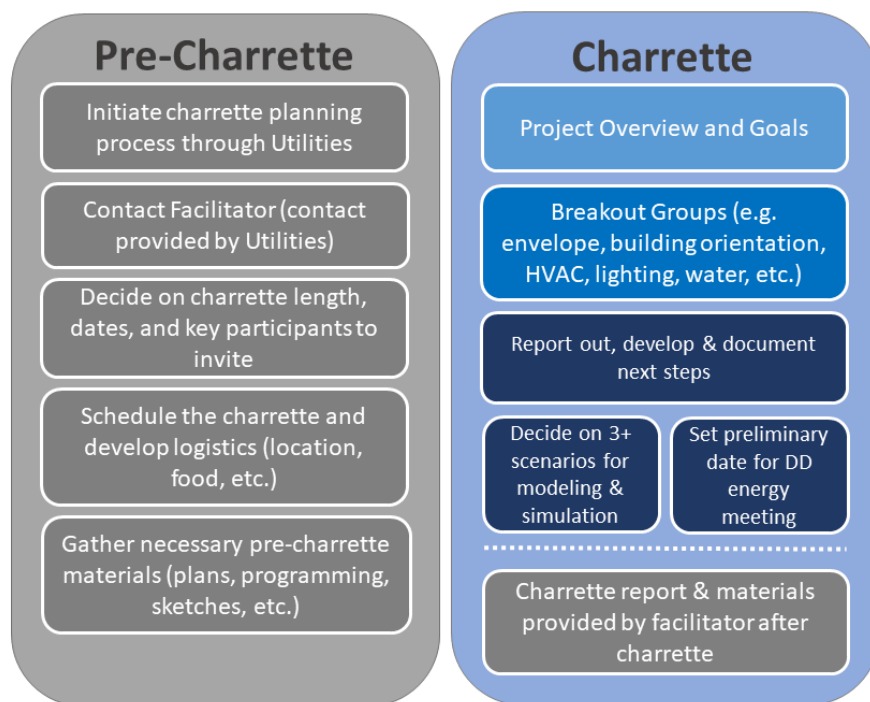 Pre-Charrette
Initiate charrette planning
process through Utilities
Contact Facilitator (contact
provided by Utilities)
Decide on charrette length,
dates, and key participants to
invite
Schedule the charrette and
develop logistics (location,
food, etc.)
Gather necessary pre-charrette
materials (plans, programming,
sketches, etc.)
Charrette
Project Overview and Goals
Breakout Groups (e.g.
envelope, building orientation,
HVAC, lighting, water, etc.)
Report out, develop & document
next steps
Decide on 3+
scenarios for
modeling &
simulation
Set preliminary
date for DD
energy
meeting
Charrette report & materials
provided by facilitator after
charrette